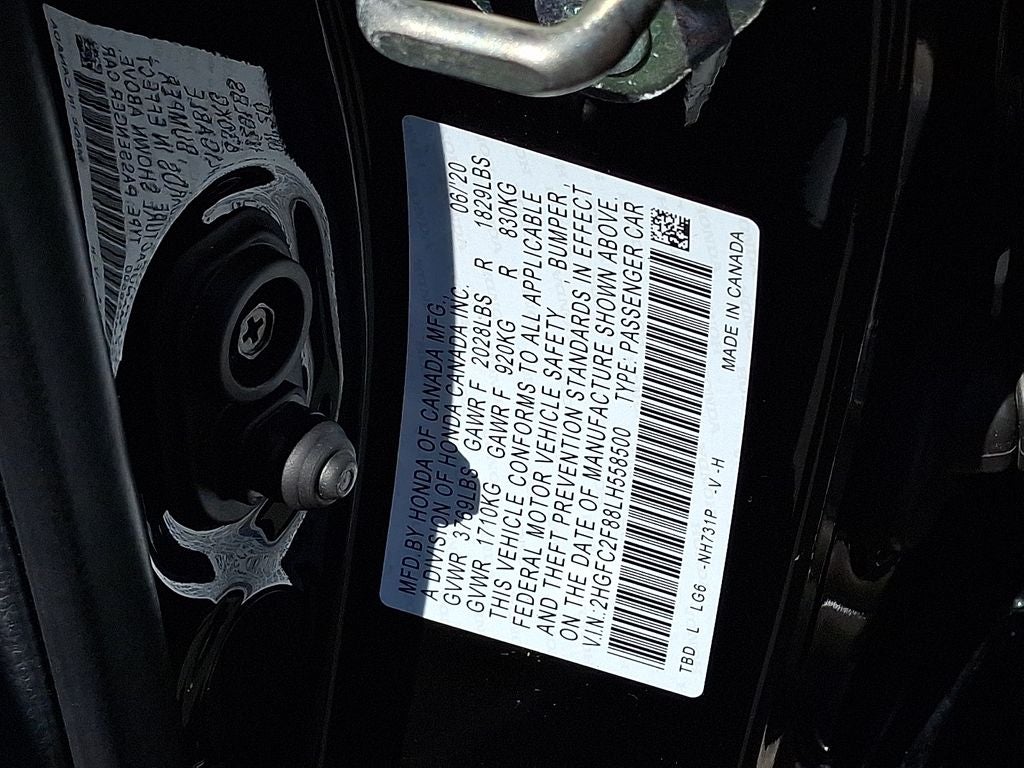 MFD.BY HONDA OF CANADA MFG., 06/'20
A DIVISION OF HONDA CANADA INC.
GVWR 3769LBS GAWR F 2028LBS R 1829LBS
GVWR 1710KG GAWR F 920KG R 830KG
THIS VEHICLE CONFORMS TO ALL APPLICABLE
FEDERAL MOTOR VEHICLE SAFETY, BUMPER,
AND THEFT PREVENTION STANDARDS IN EFFECT
ON THE DATE OF MANUFACTURE SHOWN ABOVE.
V.I.N.:2HGFC2F88LH558500 TYPE: PASSENGER CAR
TBD L LG6 -NH731P -V -H MADE IN CANADA